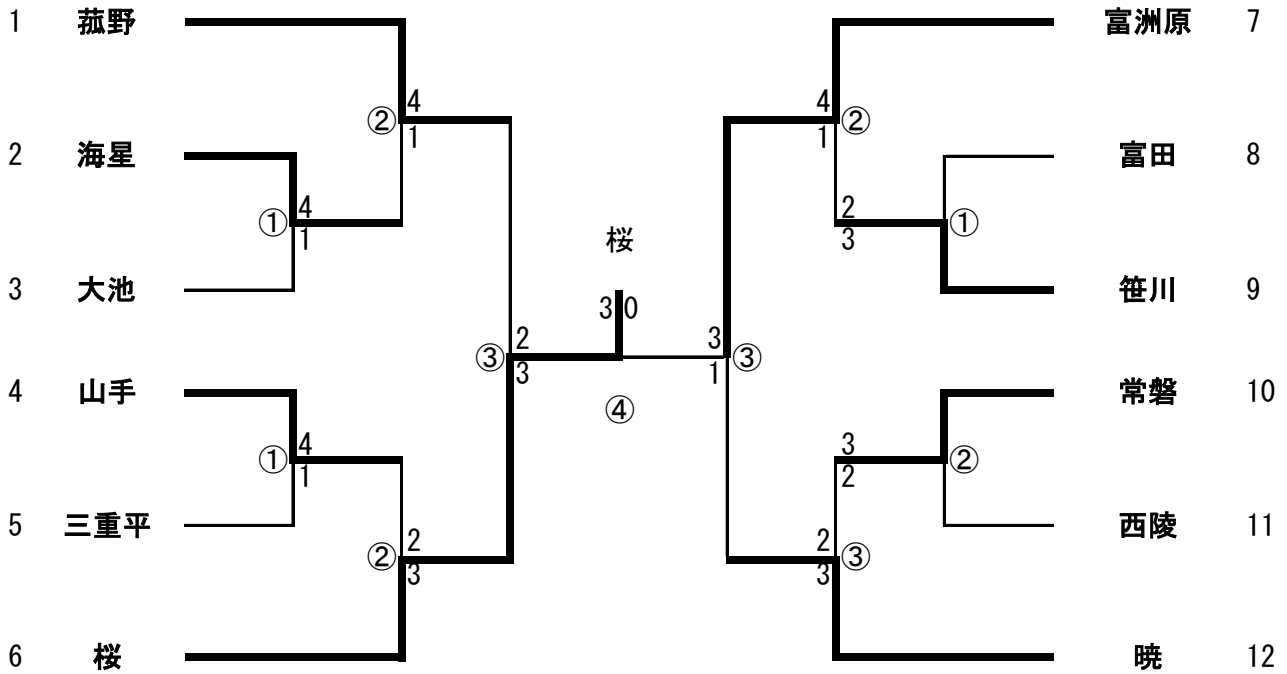 1 菰野 富洲原 7
4 4
② 1 1 ②
2 海星 富田 8
① 4 2 ①
1 3
桜
3 大池 笹川 9
3 0
2 3
③ 3 1 ③
4 山手 常磐 10
④
① 4 3 ②
1 2
5 三重平 西陵 11
② 2 2 ③
3 3
6 桜 暁 12